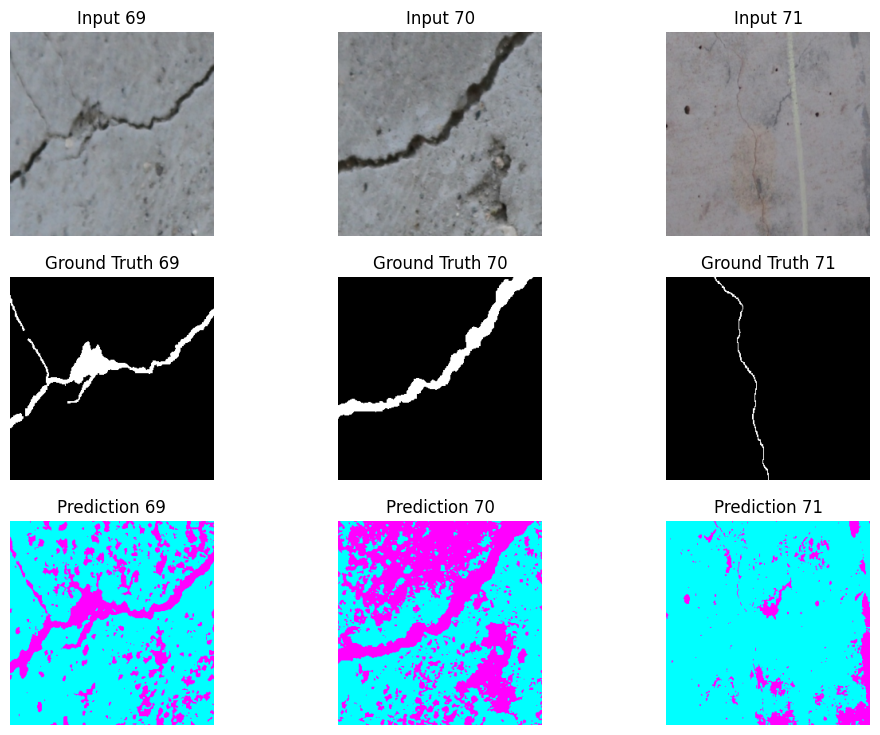 Input 69
Input 70
Input 71
Ground Truth 69
Ground Truth 70
Ground Truth 71
Prediction 69
Prediction 70
Prediction 71